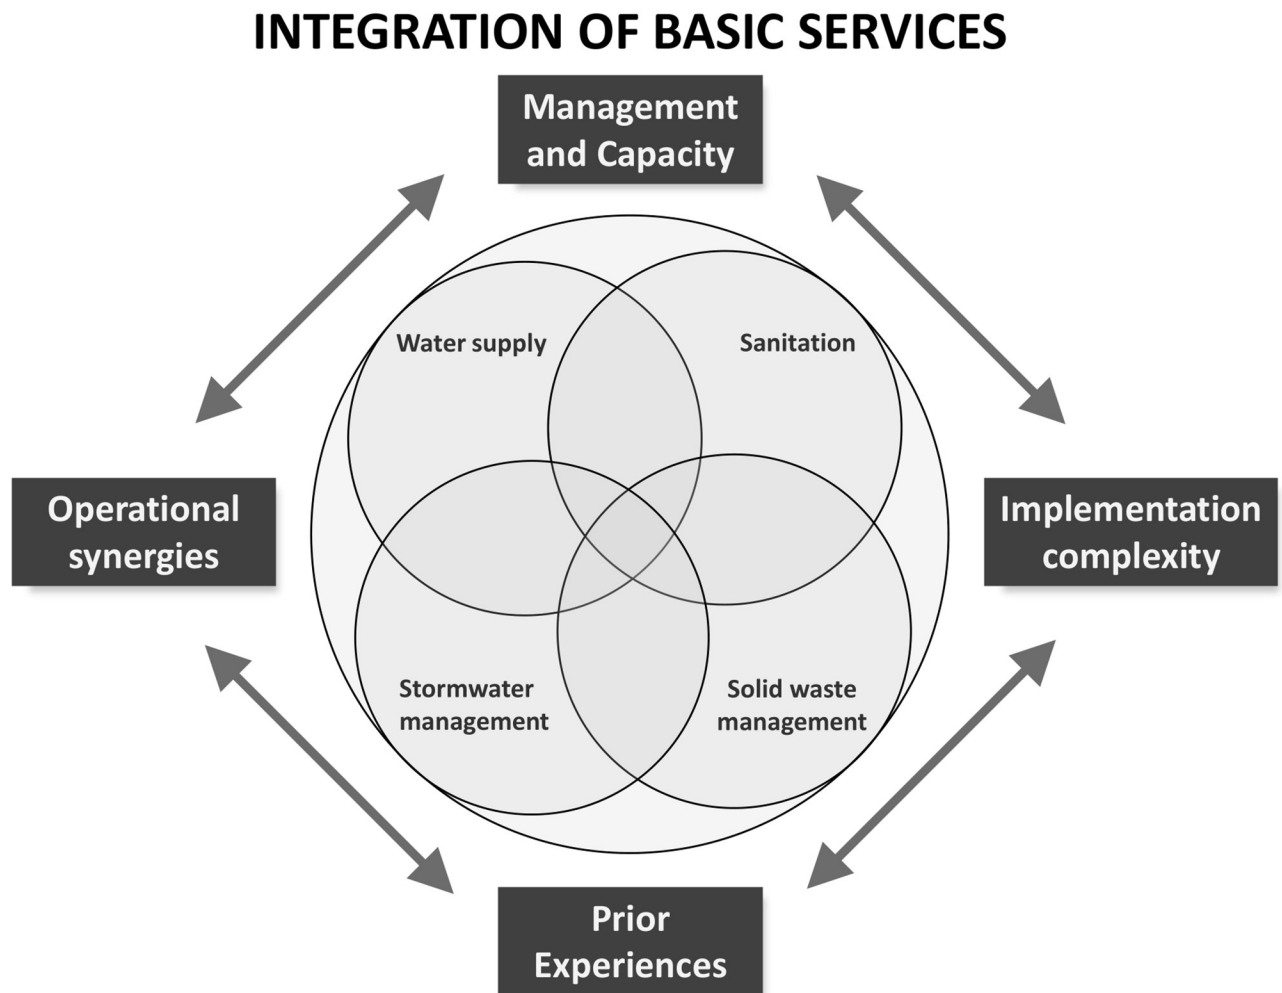 INTEGRATION OF BASIC SERVICES
Management
and Capacity
Water supply
Sanitation
Operational
synergies
Implementation
complexity
Stormwater
management
Solid waste
management
Prior
Experiences